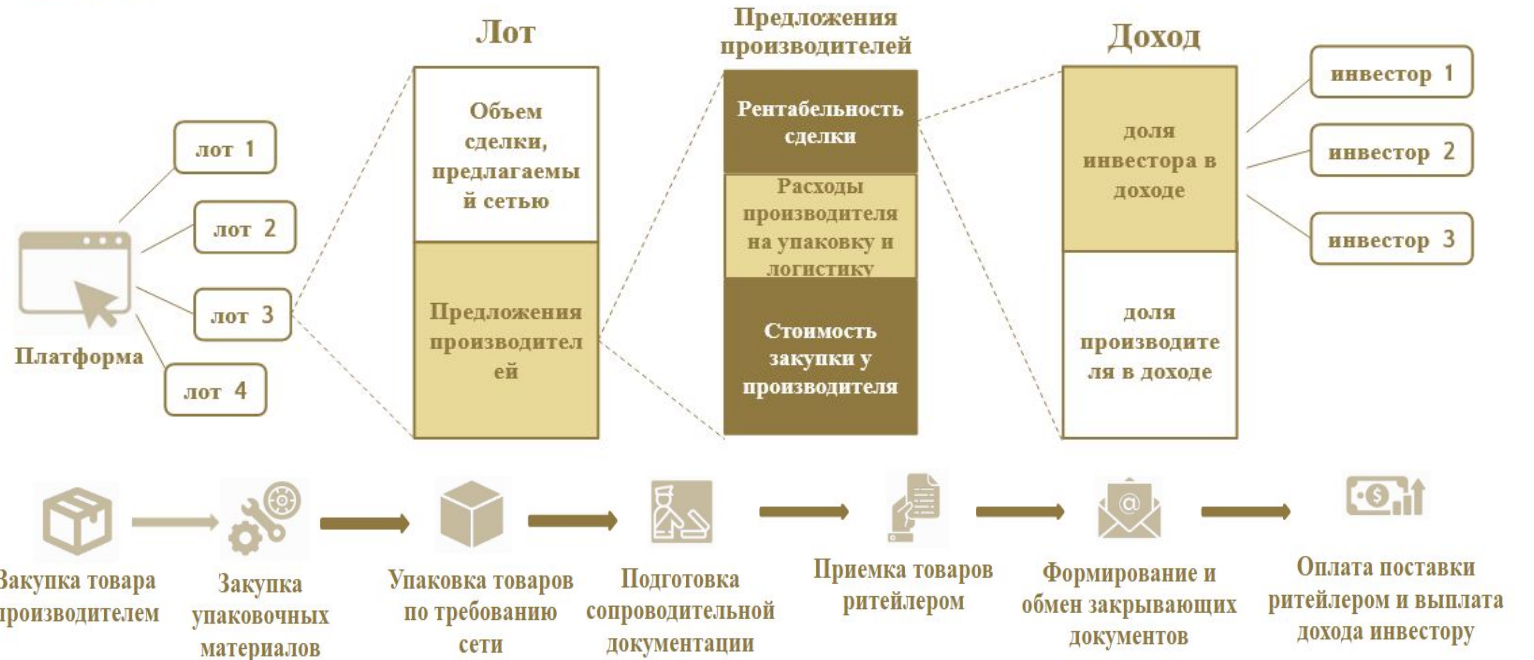 Лот
Предложения
производителей
Доход
Объем
сделки,
предлагаемы
й сетью
Предложения
производител
ей
Рентабельность
сделки
Расходы
производителя
на упаковку и
логистику
Стоимость
закупки у
производителя
доля
инвестора в
доходе
доля
производите
ля в доходе
инвестор 1
инвестор 2
инвестор 3
лот 1
лот 2
лот 3
лот 4
Платформа
@
$
Закупка товара
производителем
Закупка
упаковочных
материалов
Упаковка товаров
по требованию
сети
Подготовка
сопроводительной
документации
Приемка товаров
ритейлером
Формирование и
обмен закрывающих
документов
Оплата поставки
ритейлером и выплата
дохода инвестору